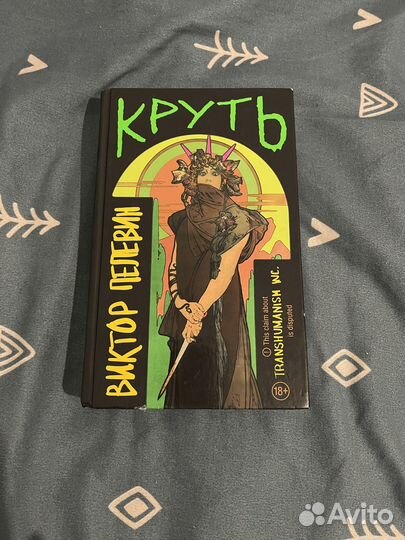 КРУТЬ
ВИКТОР ПЕЛЕВИН
! This claim about
is disputed
TRANSHUMANISM INC.
18+
Avito